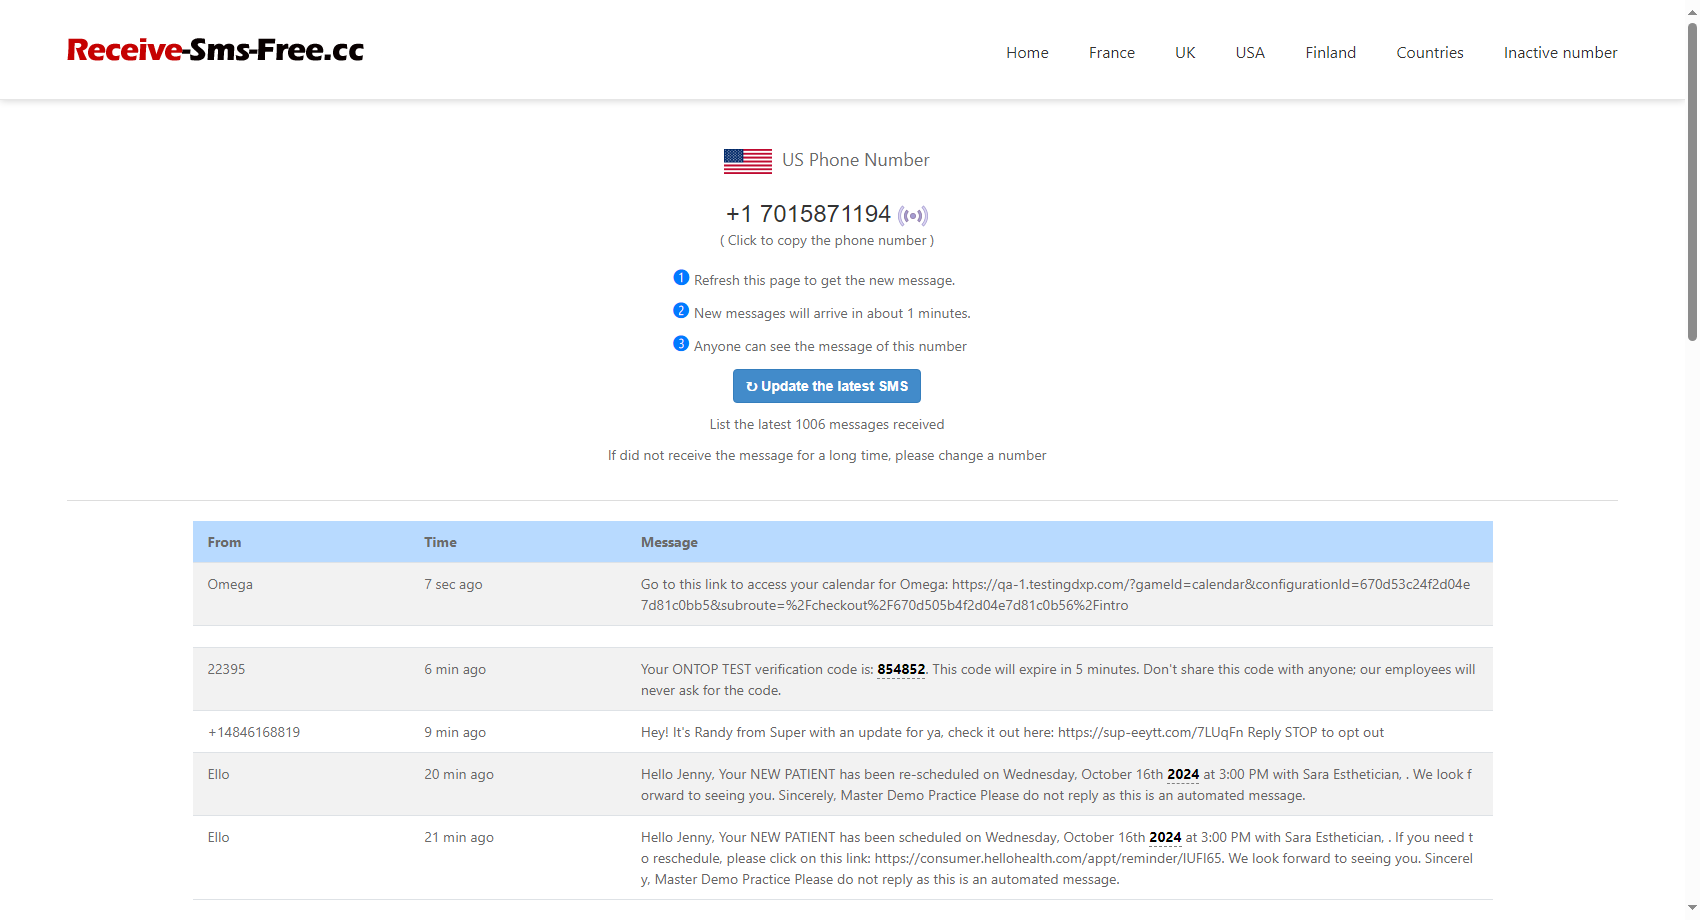 Receive-Sms-Free.cc
Home France UK USA Finland Countries Inactive number
US Phone Number
+1 7015871194
( Click to copy the phone number )
1 Refresh this page to get the new message.
2 New messages will arrive in about 1 minutes.
3 Anyone can see the message of this number
↻ Update the latest SMS
List the latest 1006 messages received
If did not receive the message for a long time, please change a number
From Time Message
Omega 7 sec ago Go to this link to access your calendar for Omega: https://qa-1.testingdxp.com/?gameId=calendar&configurationId=670d53c24f2d04e
7d81c0bb5&subroute=%2Fcheckout%2F670d505b4f2d04e7d81c0b56%2Fintro
22395 6 min ago Your ONTOP TEST verification code is: 854852. This code will expire in 5 minutes. Don't share this code with anyone; our employees will
never ask for the code.
+14846168819 9 min ago Hey! It's Randy from Super with an update for ya, check it out here: https://sup-eeytt.com/7LUqFn Reply STOP to opt out
Ello 20 min ago Hello Jenny, Your NEW PATIENT has been re-scheduled on Wednesday, October 16th 2024 at 3:00 PM with Sara Esthetician, . We look f
orward to seeing you. Sincerely, Master Demo Practice Please do not reply as this is an automated message.
Ello 21 min ago Hello Jenny, Your NEW PATIENT has been scheduled on Wednesday, October 16th 2024 at 3:00 PM with Sara Esthetician, . If you need t
o reschedule, please click on this link: https://consumer.hellohealth.com/appt/reminder/IUFI65. We look forward to seeing you. Sincerel
y, Master Demo Practice Please do not reply as this is an automated message.